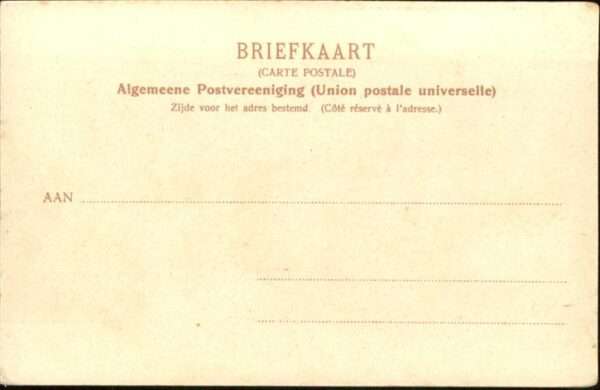 BRIEFKAART
(CARTE POSTALE)
Algemeene Postvereeniging (Union postale universelle)
Zijde voor het adres bestemd. (Côté réservé à l'adresse.)
AAN